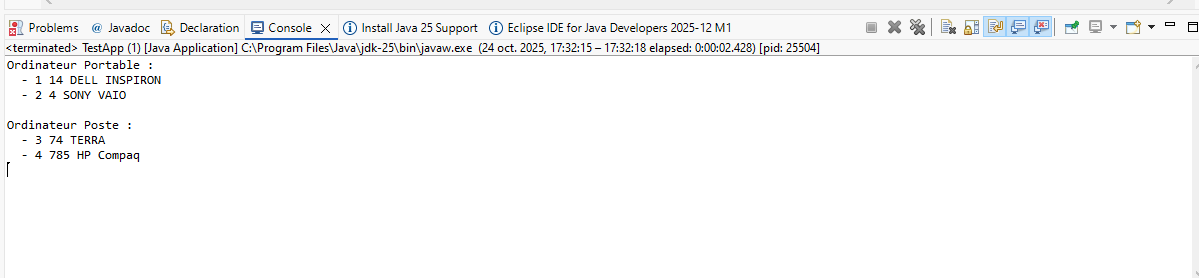 Problems @ Javadoc Declaration Console Install Java 25 Support Eclipse IDE for Java Developers 2025-12 M1
<terminated> TestApp (1) [Java Application] C:\Program Files\Java\jdk-25\bin\javaw.exe (24 oct. 2025, 17:32:15 – 17:32:18 elapsed: 0:00:02.428) [pid: 25504]
Ordinateur Portable :
- 1 14 DELL INSPIRON
- 2 4 SONY VAIO
Ordinateur Poste :
- 3 74 TERRA
- 4 785 HP Compaq